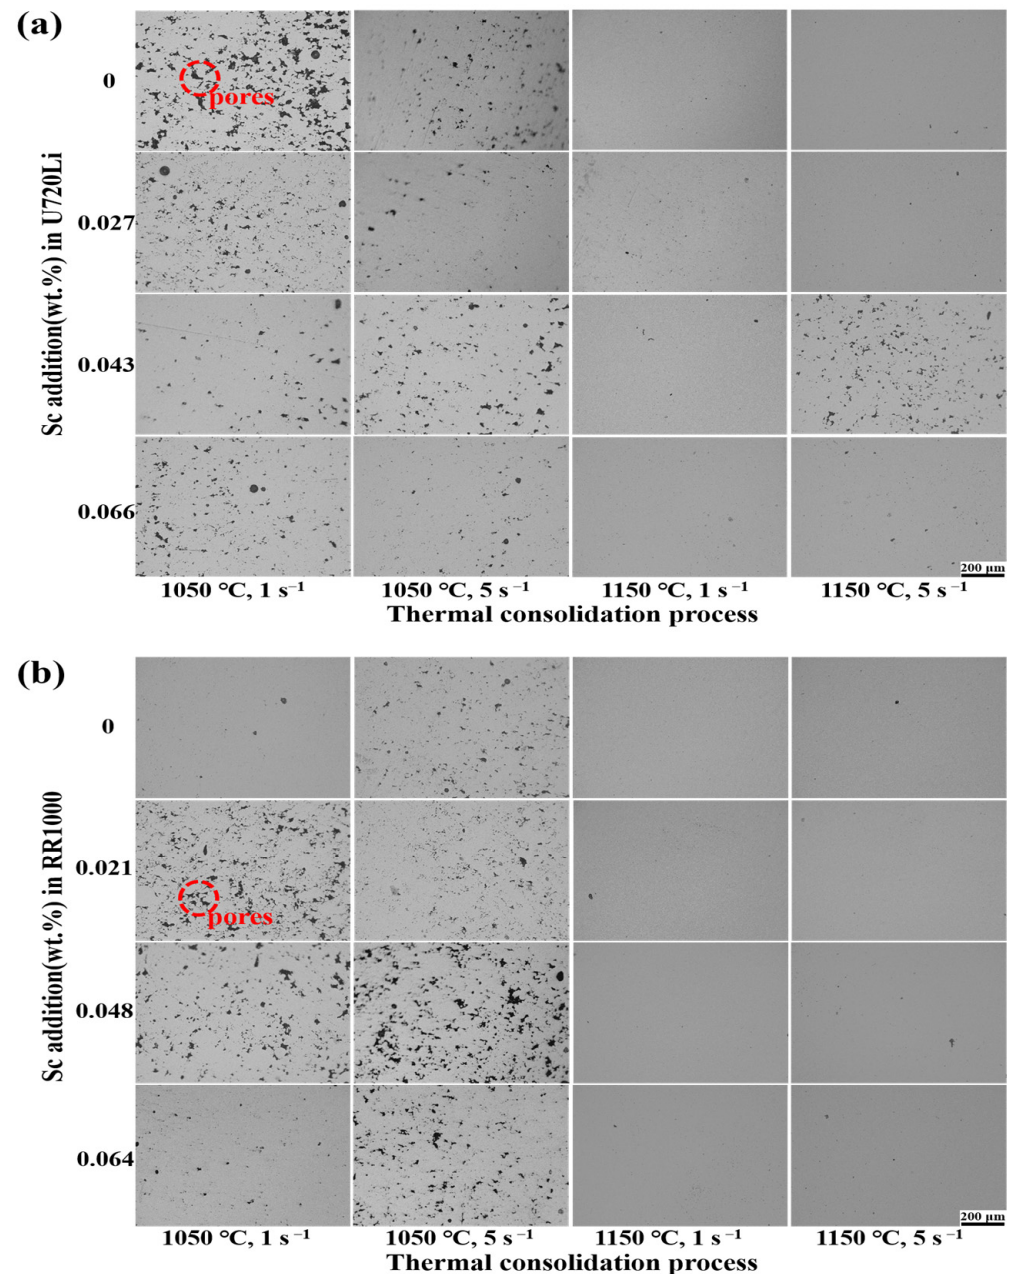 (a)
0
pores
0.027
0.043
0.066
Sc addition(wt.%) in U720Li
200 μm
1050 °C, 1 s⁻¹
1050 °C, 5 s⁻¹
1150 °C, 1 s⁻¹
1150 °C, 5 s⁻¹
Thermal consolidation process
(b)
0
0.021
pores
0.048
0.064
Sc addition(wt.%) in RR1000
200 μm
1050 °C, 1 s⁻¹
1050 °C, 5 s⁻¹
1150 °C, 1 s⁻¹
1150 °C, 5 s⁻¹
Thermal consolidation process